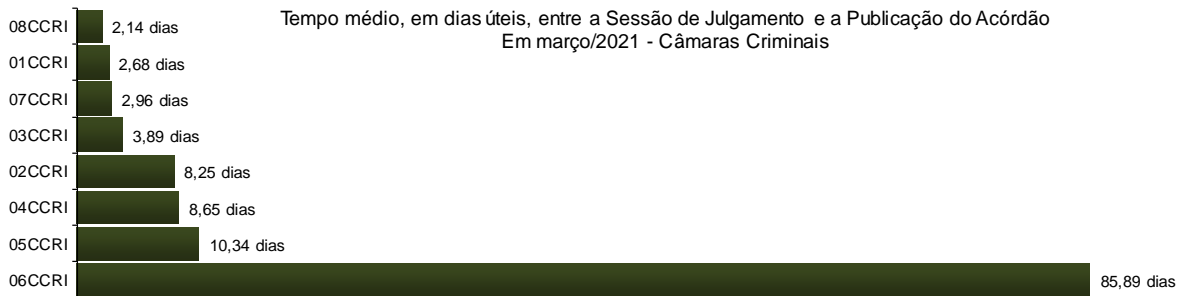 Tempo médio, em dias úteis, entre a Sessão de Julgamento e a Publicação do Acórdão
Em março/2021 - Câmaras Criminais
08CCRI 2,14 dias
01CCRI 2,68 dias
07CCRI 2,96 dias
03CCRI 3,89 dias
02CCRI 8,25 dias
04CCRI 8,65 dias
05CCRI 10,34 dias
06CCRI 85,89 dias